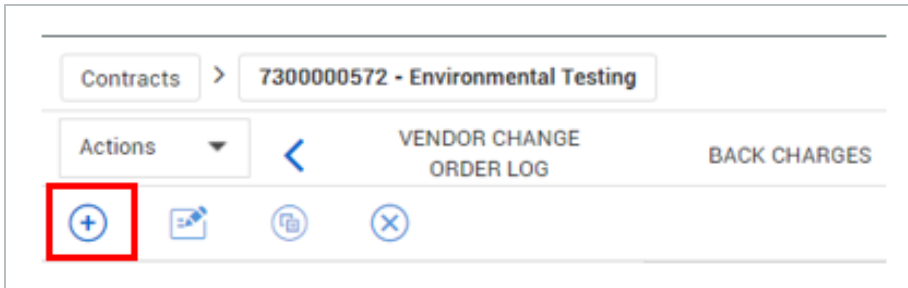 Contracts > 7300000572 - Environmental Testing
Actions
VENDOR CHANGE
ORDER LOG
BACK CHARGES